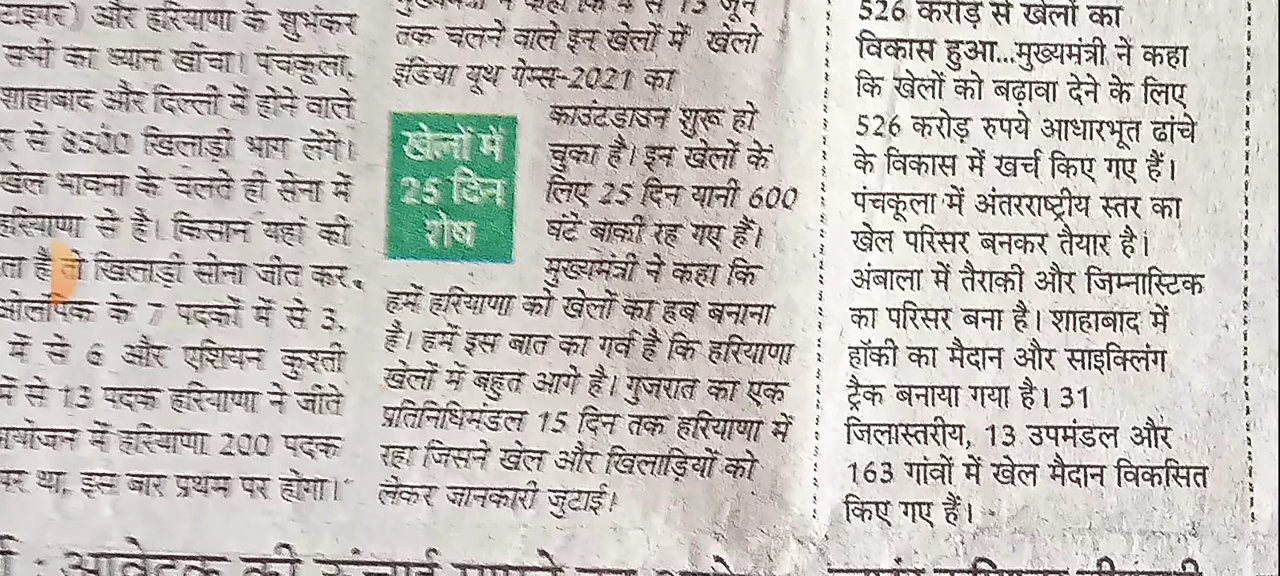 टाइगर) और हरियाणा के शुभंकर
सभी का ध्यान खींचा। पंचकूला,
शाहाबाद और दिल्ली में होने वाले
से 8500 खिलाड़ी भाग लेंगे।
खेल भावना के चलते ही सेना में
हरियाणा से है। किसान यहां की
ता है तो खिलाड़ी सोना जीत कर
ओलंपिक के 7 पदकों में से 3,
में से 6 और एशियन कुश्ती
में से 13 पदक हरियाणा ने जीते
में हरियाणा 200 पदक
पर था, इस बार प्रथम पर होगा।"
तक चलने वाले इन खेलों में खेलो
इंडिया यूथ गेम्स-2021 का
काउंटडाउन शुरू हो
चुका है। इन खेलों के
लिए 25 दिन यानी 600
घंटे बाकी रह गए हैं।
मुख्यमंत्री ने कहा कि
हमें हरियाणा को खेलों का हब बनाना
है। हमें इस बात का गर्व है कि हरियाणा
खेलों में बहुत आगे है। गुजरात का एक
प्रतिनिधिमंडल 15 दिन तक हरियाणा में
रहा जिसने खेल और खिलाड़ियों को
लेकर जानकारी जुटाई।
खेलों में
25 दिन
शेष
526 करोड़ से खेलों का
विकास हुआ...मुख्यमंत्री ने कहा
कि खेलों को बढ़ावा देने के लिए
526 करोड़ रुपये आधारभूत ढांचे
के विकास में खर्च किए गए हैं।
पंचकूला में अंतरराष्ट्रीय स्तर का
खेल परिसर बनकर तैयार है।
अंबाला में तैराकी और जिम्नास्टिक
का परिसर बना है। शाहाबाद में
हॉकी का मैदान और साइक्लिंग
ट्रैक बनाया गया है। 31
जिलास्तरीय, 13 उपमंडल और
163 गांवों में खेल मैदान विकसित
किए गए हैं।